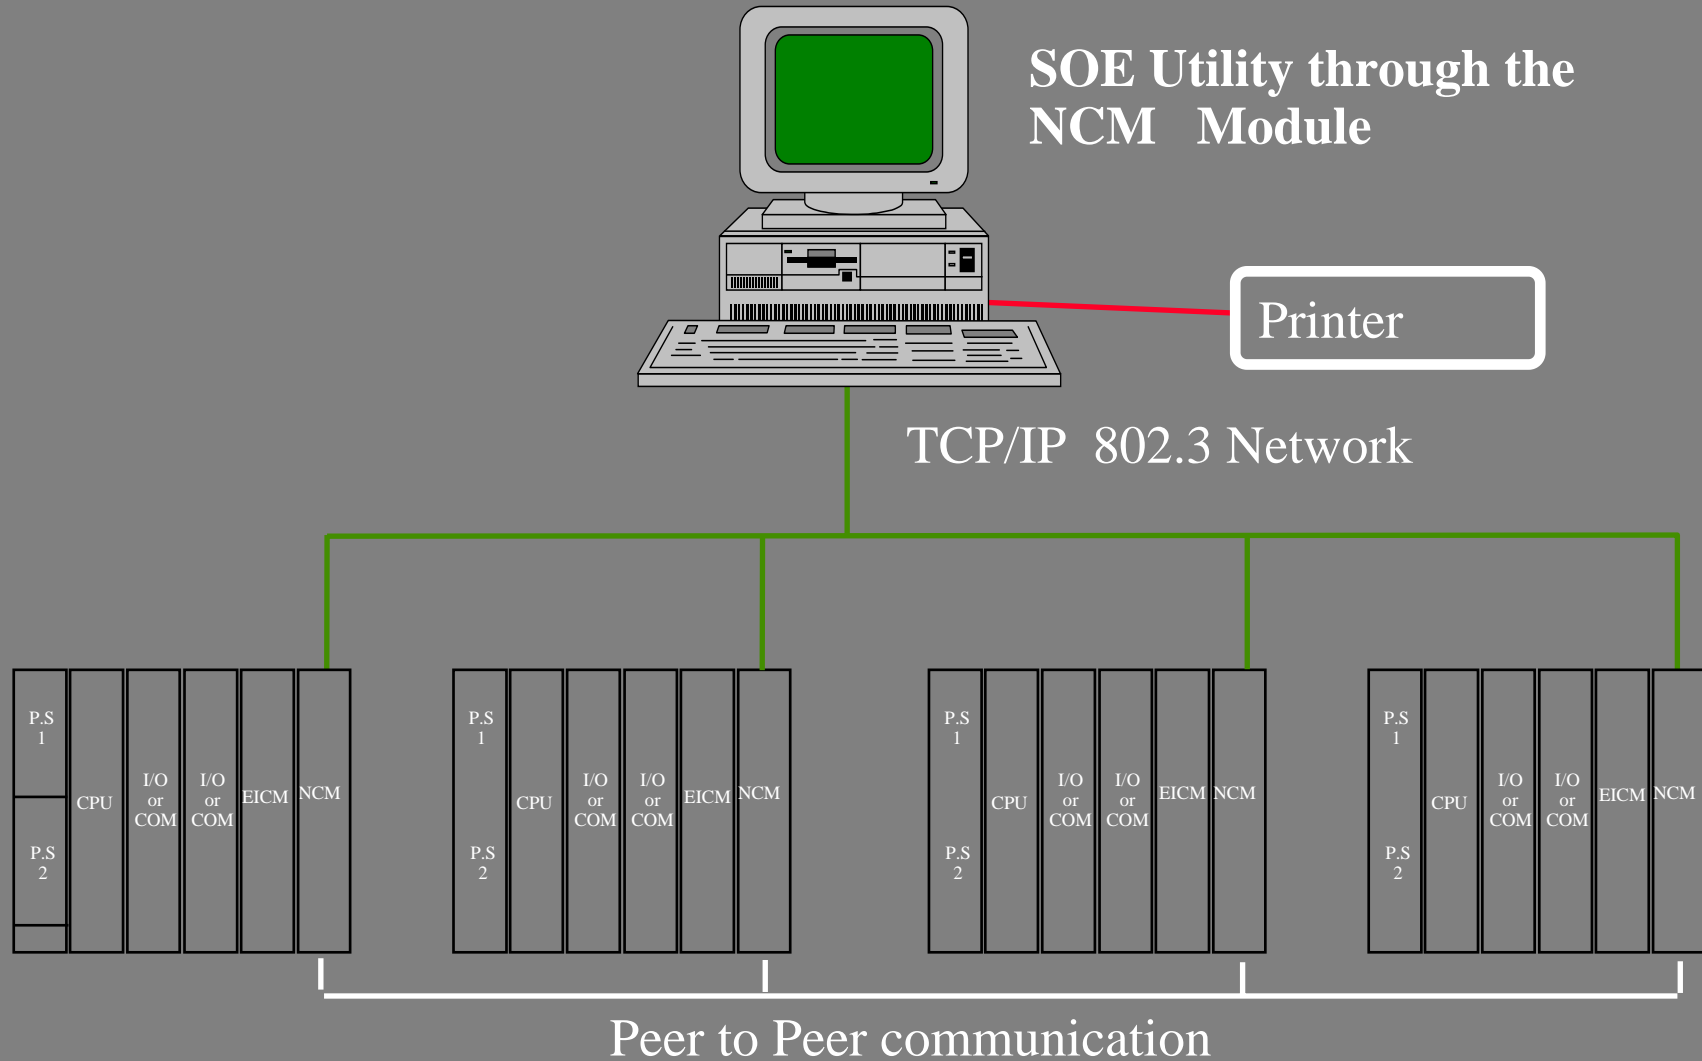 SOE Utility through the
NCM Module
Printer
TCP/IP 802.3 Network
P.S
1
P.S
2
CPU
I/O
or
COM
I/O
or
COM
EICM
NCM
P.S
1
P.S
2
CPU
I/O
or
COM
I/O
or
COM
EICM
NCM
P.S
1
P.S
2
CPU
I/O
or
COM
I/O
or
COM
EICM
NCM
P.S
1
P.S
2
CPU
I/O
or
COM
I/O
or
COM
EICM
NCM
Peer to Peer communication